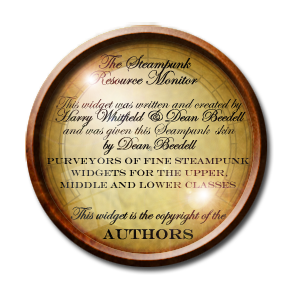 The Steampunk
Resource Monitor
This widget was written and created by
Harry Whitfield & Dean Beedell
and was given this Seampunk skin
by Dean Beedell
PURVEYORS OF FINE STEAMPUNK
WIDGETS FOR THE UPPER,
MIDDLE AND LOWER CLASSES
This widget is the copyright of the
AUTHORS